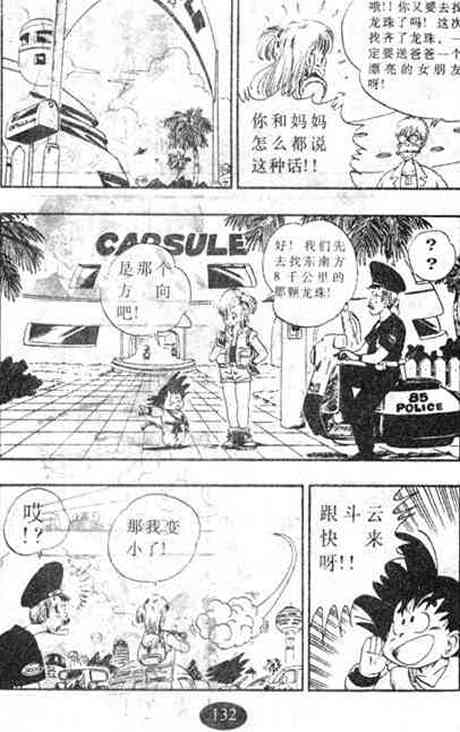 哦!!你又要去找
龙珠了吗!这次
找齐了龙珠,一
定要送爸爸一个
漂亮的女朋友
呀!
你和妈妈
怎么都说
这种话!!
CAPSULE
?
?
好!我们先
去找东南方
8千公里的
那颗龙珠!
是那个
方向
吧!
85
POLICE
跟斗云
快来
呀!!
那我变
小了!
哎
!?
132